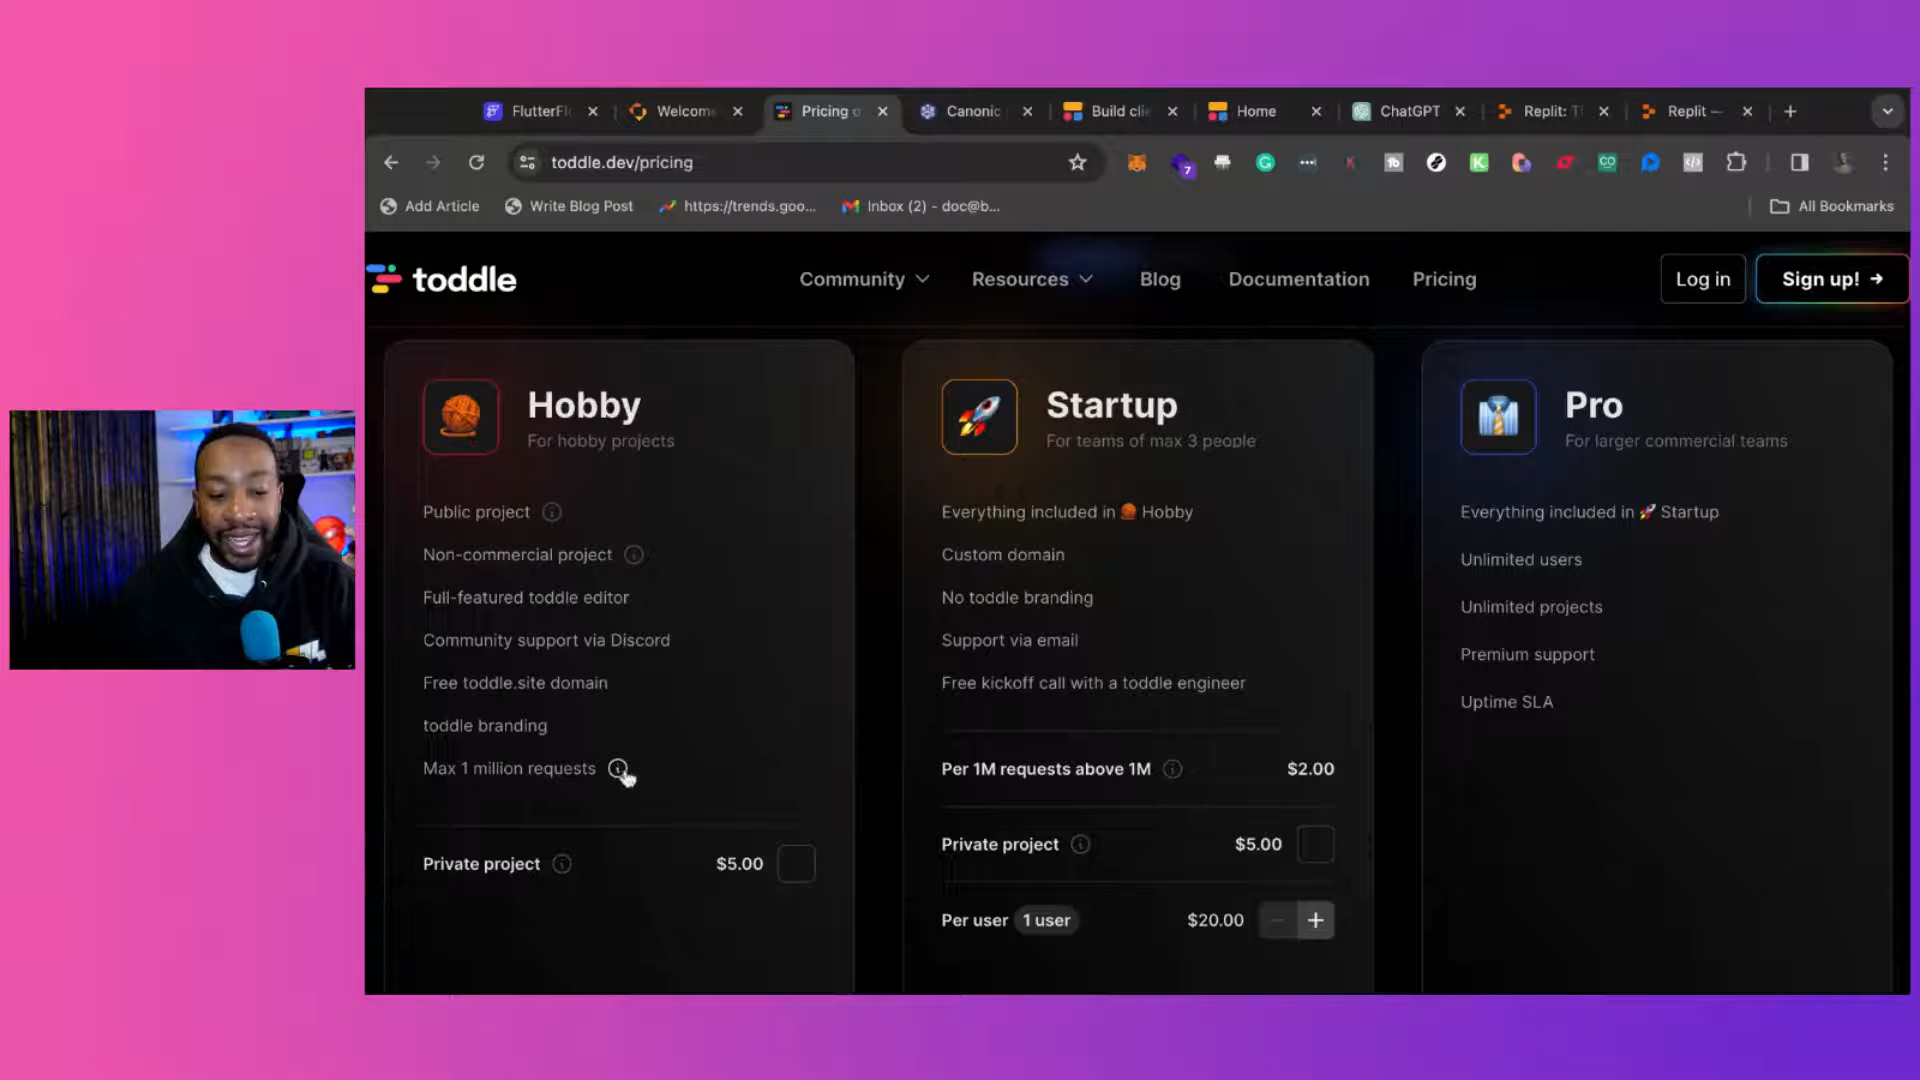 FlutterFl
Welcome
Pricing o
Canonic
Build clie
Home
ChatGPT
Replit: T
Replit —
toddle.dev/pricing
7
Add Article
Write Blog Post
https://trends.goo...
Inbox (2) - doc@b...
All Bookmarks
toddle
Community
Resources
Blog
Documentation
Pricing
Log in
Sign up!
Hobby
For hobby projects
Public project
Non-commercial project
Full-featured toddle editor
Community support via Discord
Free toddle.site domain
toddle branding
Max 1 million requests
Private project
$5.00
Startup
For teams of max 3 people
Everything included in Hobby
Custom domain
No toddle branding
Support via email
Free kickoff call with a toddle engineer
Per 1M requests above 1M
$2.00
Private project
$5.00
Per user 1 user
$20.00
Pro
For larger commercial teams
Everything included in Startup
Unlimited users
Unlimited projects
Premium support
Uptime SLA